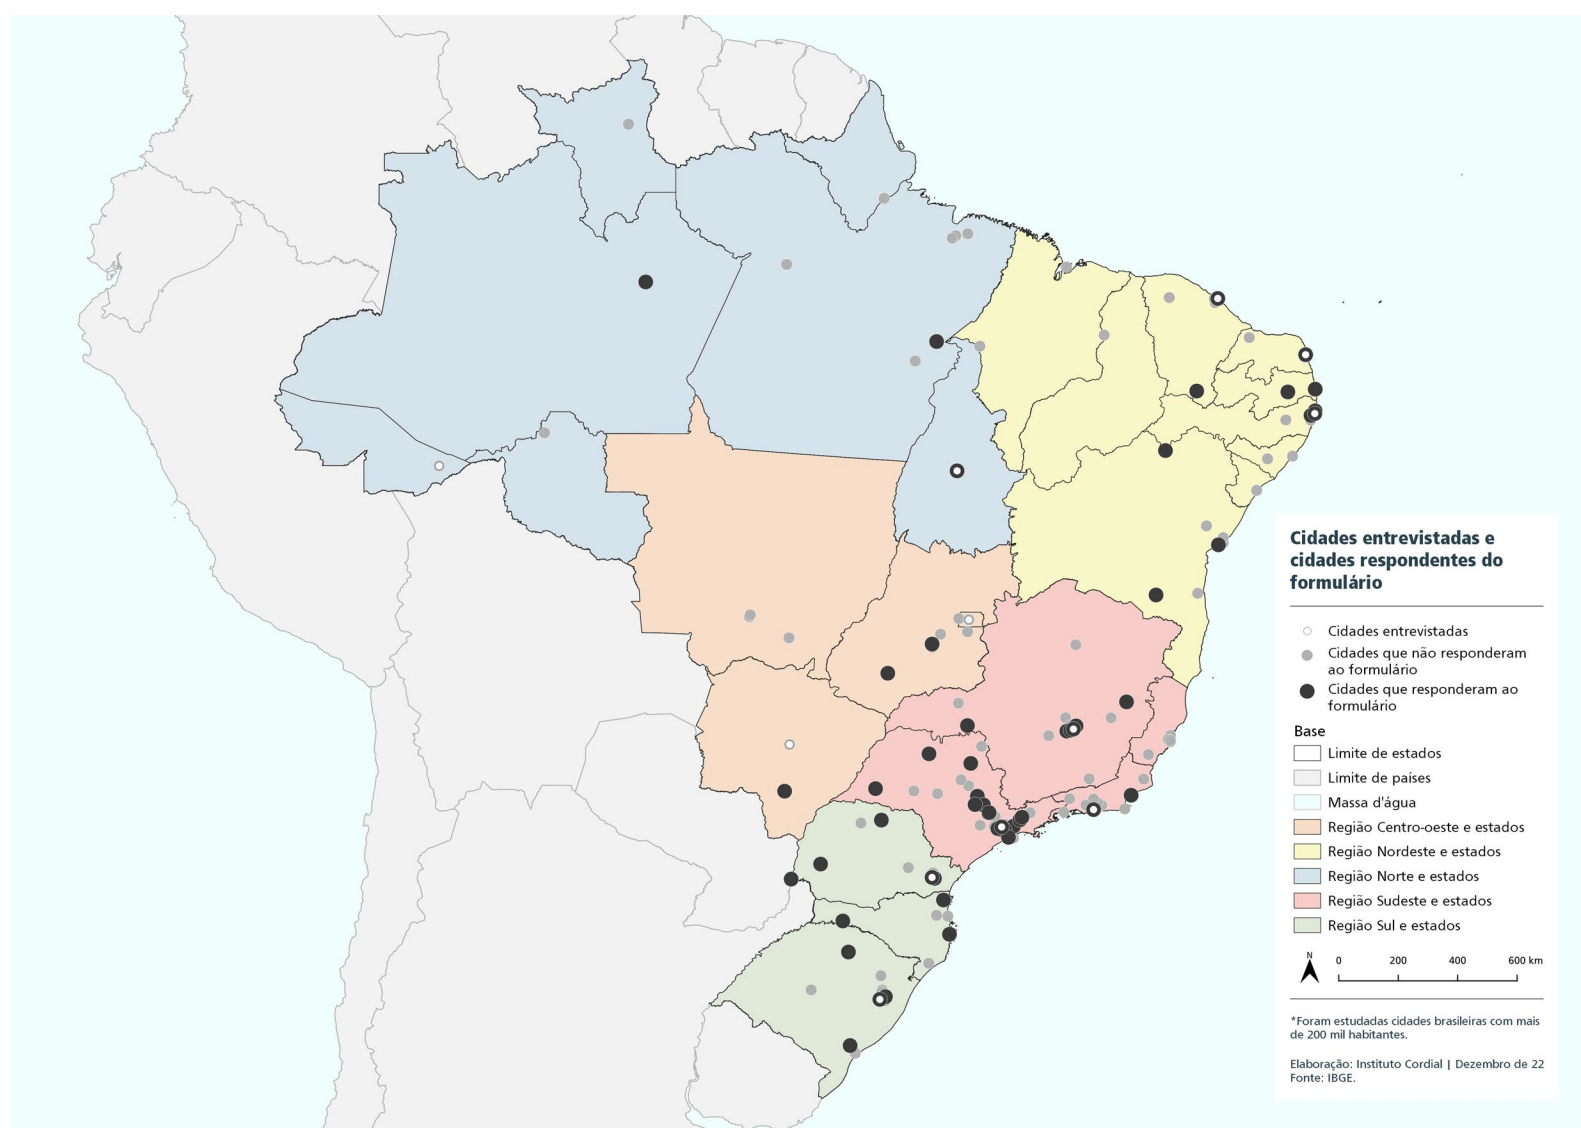 Cidades entrevistadas e
cidades respondentes do
formulário
Cidades entrevistadas
Cidades que não responderam
ao formulário
Cidades que responderam ao
formulário
Base
Limite de estados
Limite de países
Massa d'água
Região Centro-oeste e estados
Região Nordeste e estados
Região Norte e estados
Região Sudeste e estados
Região Sul e estados
N
0 200 400 600 km
*Foram estudadas cidades brasileiras com mais
de 200 mil habitantes.
Elaboração: Instituto Cordial | Dezembro de 22
Fonte: IBGE.